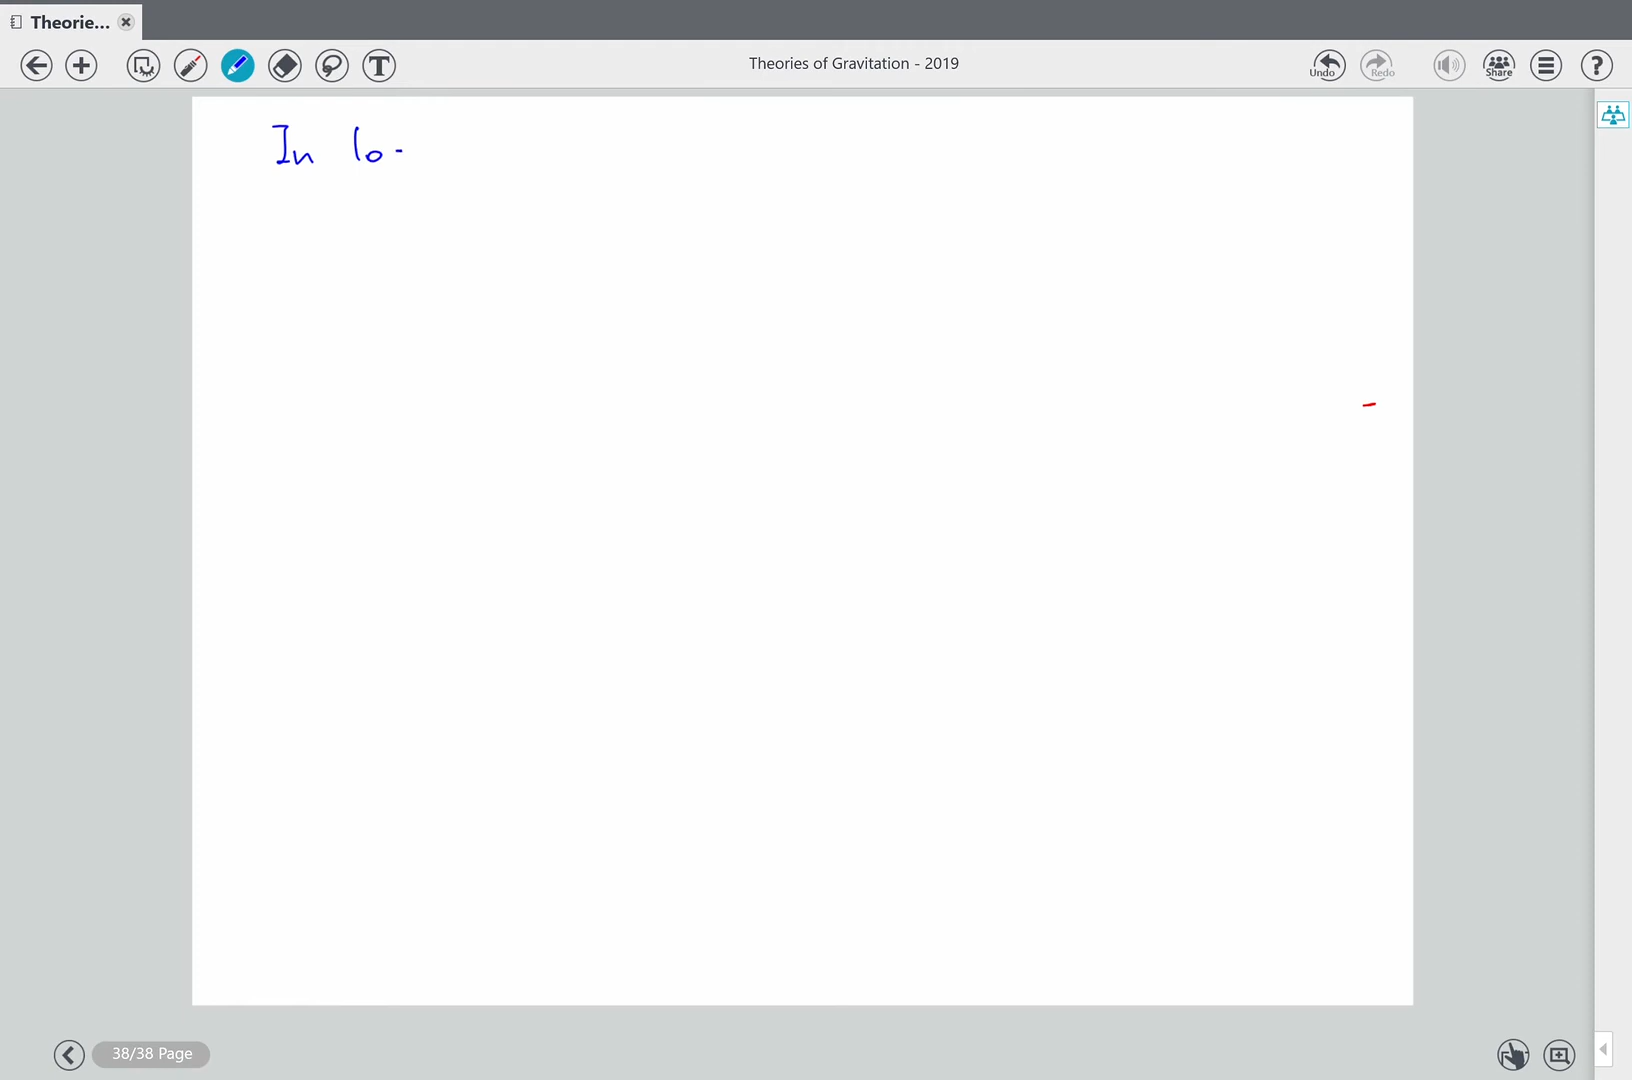 Theorie...
Theories of Gravitation - 2019
Undo
Redo
Share
In lo
38/38 Page